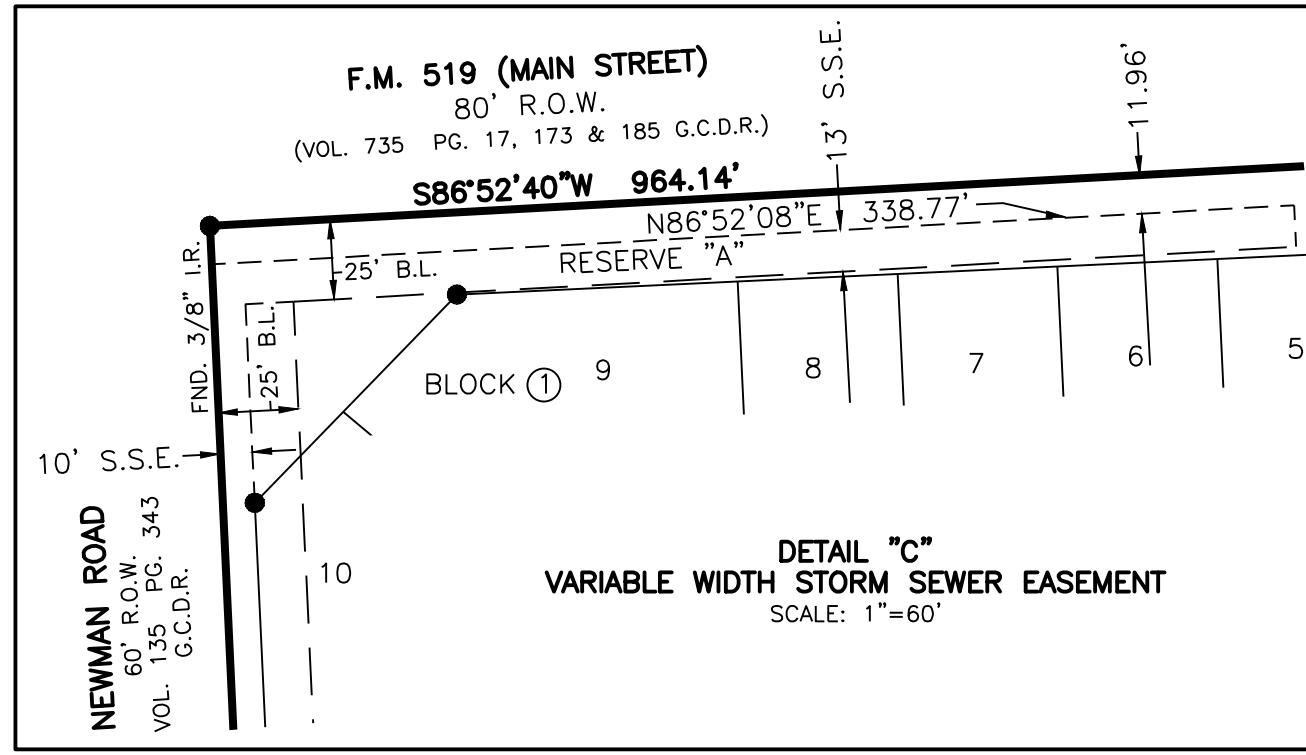 F.M. 519 (MAIN STREET)
80' R.O.W.
(VOL. 735 PG. 17, 173 & 185 G.C.D.R.)
S86°52'40"W 964.14'
13' S.S.E.
11.96'
N86°52'08"E 338.77'
RESERVE "A"
25' B.L.
FND. 3/8" I.R.
25' B.L.
BLOCK 1
9
8
7
6
5
10' S.S.E.
10
NEWMAN ROAD
60' R.O.W.
VOL. 135 PG. 343
G.C.D.R.
DETAIL "C"
VARIABLE WIDTH STORM SEWER EASEMENT
SCALE: 1"=60'